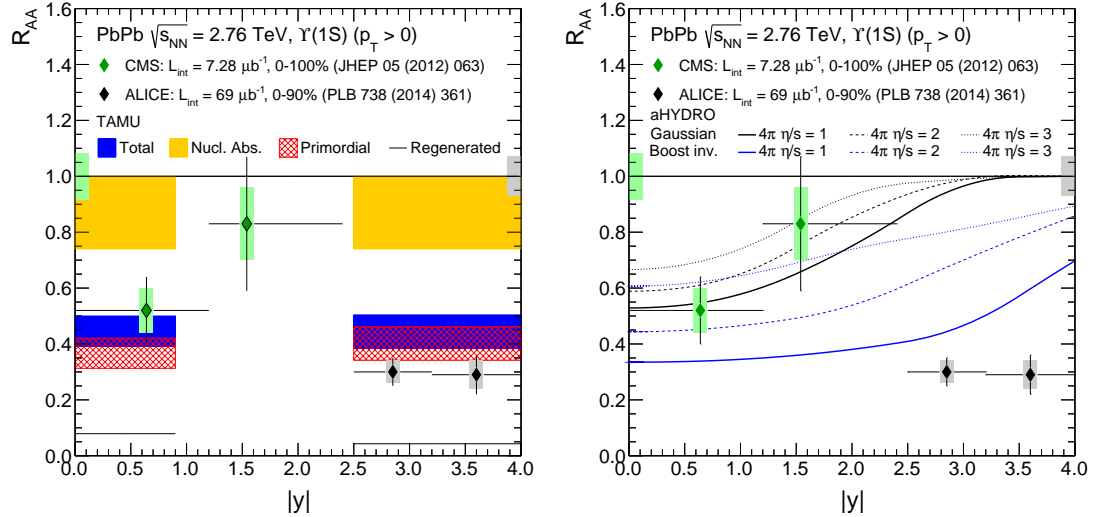 R_AA
1.6
1.4
1.2
1.0
0.8
0.6
0.4
0.2
0.0
PbPb √s_NN = 2.76 TeV, ϒ(1S) (p_T > 0)
CMS: L_int = 7.28 μb⁻¹, 0-100% (JHEP 05 (2012) 063)
ALICE: L_int = 69 μb⁻¹, 0-90% (PLB 738 (2014) 361)
TAMU
Total Nucl. Abs. Primordial Regenerated
0.5 1.0 1.5 2.0 2.5 3.0 3.5 4.0
|y|
R_AA
1.6
1.4
1.2
1.0
0.8
0.6
0.4
0.2
0.0
PbPb √s_NN = 2.76 TeV, ϒ(1S) (p_T > 0)
CMS: L_int = 7.28 μb⁻¹, 0-100% (JHEP 05 (2012) 063)
ALICE: L_int = 69 μb⁻¹, 0-90% (PLB 738 (2014) 361)
aHYDRO
Gaussian 4π η/s = 1 4π η/s = 2 4π η/s = 3
Boost inv. 4π η/s = 1 4π η/s = 2 4π η/s = 3
0.5 1.0 1.5 2.0 2.5 3.0 3.5 4.0
|y|